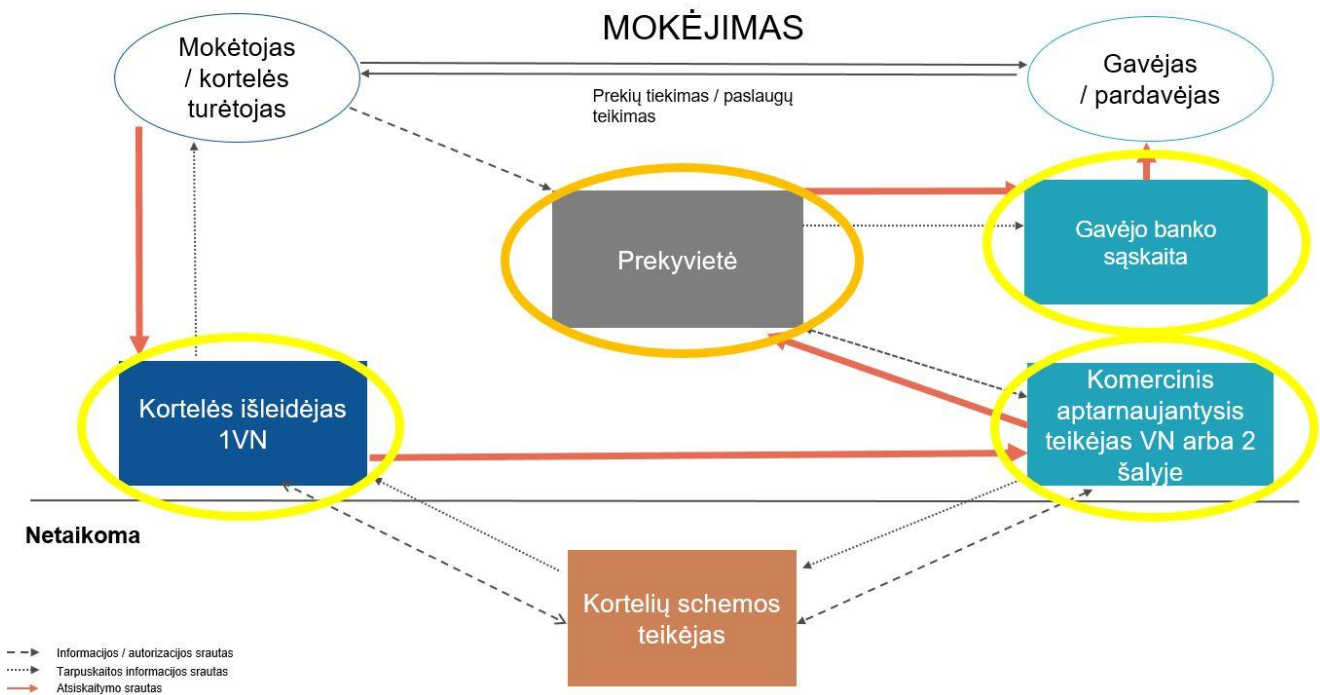 MOKĖJIMAS
Mokėtojas
/ kortelės
turėtojas
Gavėjas
/ pardavėjas
Prekių tiekimas / paslaugų
teikimas
Prekyvietė
Gavėjo banko
sąskaita
Kortelės išleidėjas
1VN
Komercinis
aptarnaujantysis
teikėjas VN arba 2
šalyje
Netaikoma
Kortelių schemos
teikėjas
Informacijos / autorizacijos srautas
Tarpuskaitos informacijos srautas
Atsiskaitymo srautas